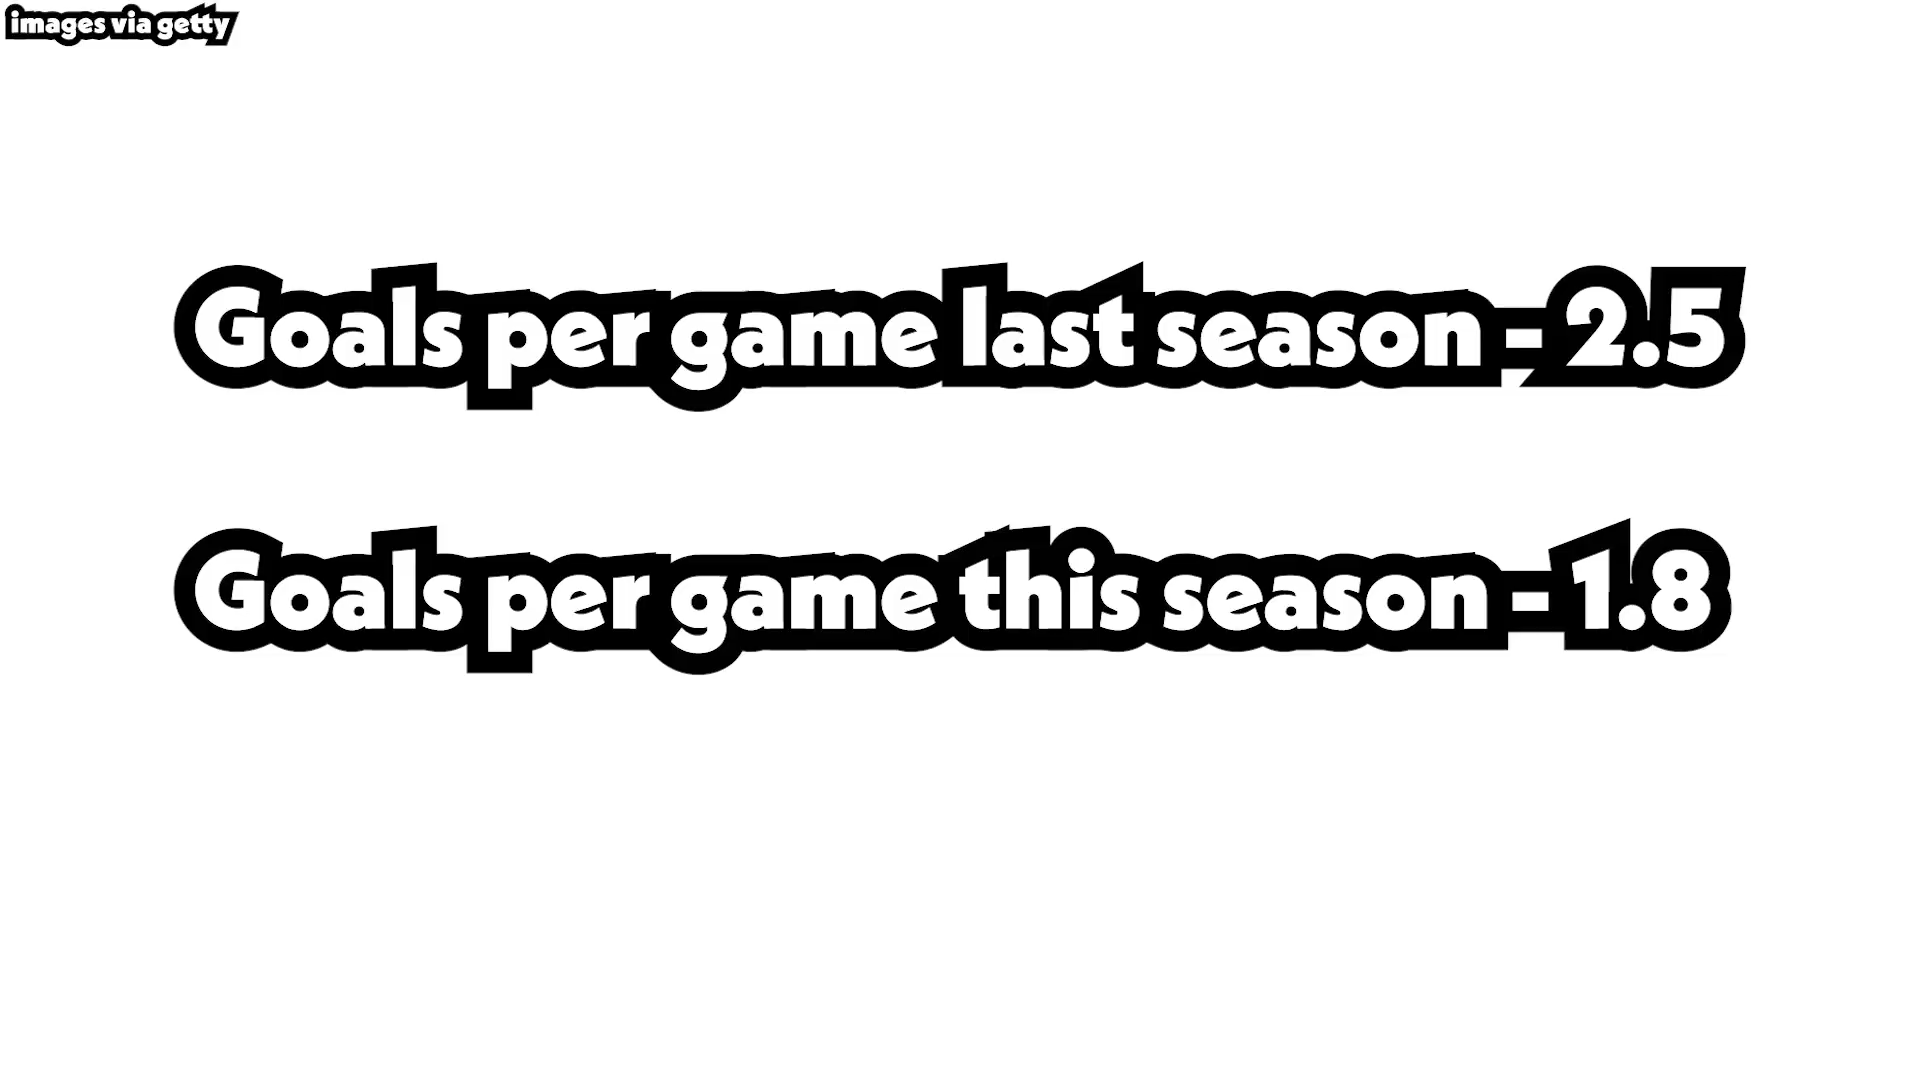 images via getty
Goals per game last season - 2.5
Goals per game this season - 1.8